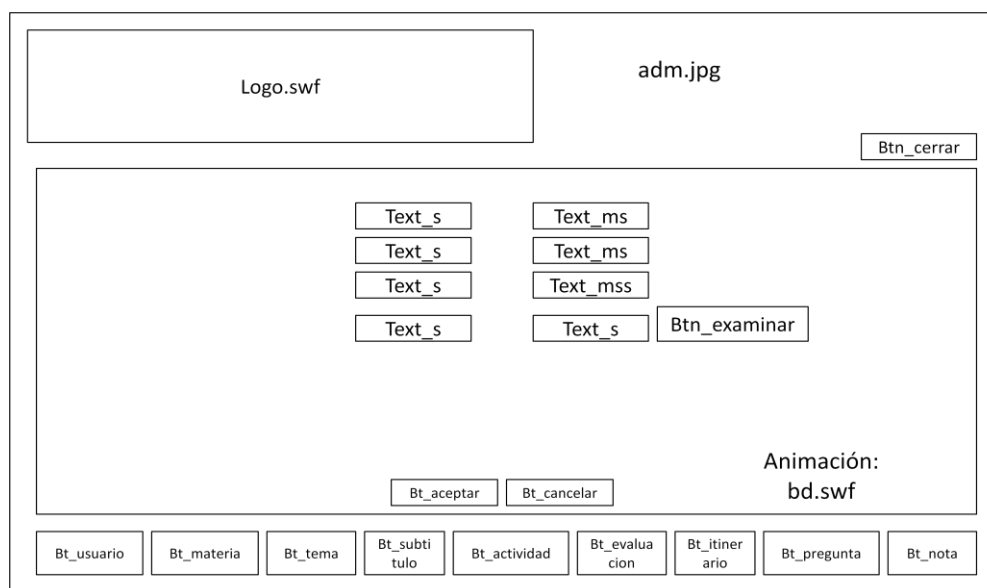 Logo.swf
adm.jpg
Btn_cerrar
Text_s
Text_ms
Text_s
Text_ms
Text_s
Text_mss
Text_s
Text_s
Btn_examinar
Animación:
bd.swf
Bt_aceptar
Bt_cancelar
Bt_usuario
Bt_materia
Bt_tema
Bt_subti
tulo
Bt_actividad
Bt_evalua
cion
Bt_itiner
ario
Bt_pregunta
Bt_nota